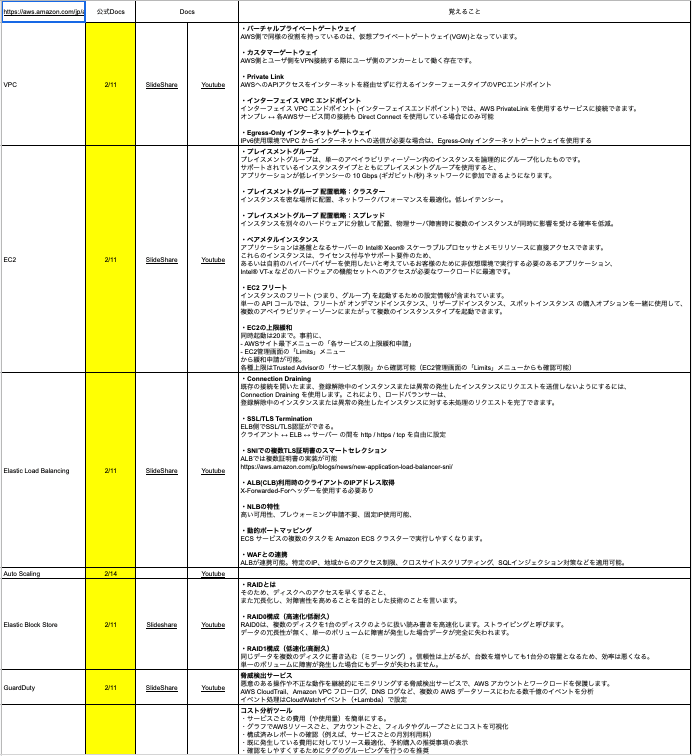 https://aws.amazon.com/jp/
公式Docs
Docs
覚えること
VPC
2/11
SlideShare
Youtube
・バーチャルプライベートゲートウェイ
AWS側で同様の役割を持っているのは、仮想プライベートゲートウェイ(VGW)となっています。
・カスタマーゲートウェイ
AWS側とユーザ側をVPN接続する際にユーザ側のアンカーとして働く存在です。
・Private Link
AWSへのAPIアクセスをインターネットを経由せずに行えるインターフェースタイプのVPCエンドポイント
・インターフェイス VPC エンドポイント
インターフェイス VPC エンドポイント (インターフェイスエンドポイント) では、AWS PrivateLink を使用するサービスに接続できます。
オンプレ ↔ 各AWSサービス間の接続も Direct Connect を使用している場合にのみ可能
・Egress-Only インターネットゲートウェイ
IPv6使用環境でVPC からインターネットへの送信が必要な場合は、Egress-Only インターネットゲートウェイを使用する
EC2
2/11
SlideShare
Youtube
・プレイスメントグループ
プレイスメントグループは、単一のアベイラビリティーゾーン内のインスタンスを論理的にグループ化したものです。
サポートされているインスタンスタイプとともにプレイスメントグループを使用すると、
アプリケーションが低レイテンシーの 10 Gbps (ギガビット/秒) ネットワークに参加できるようになります。
・プレイスメントグループ 配置戦略：クラスター
インスタンスを密な場所に配置、ネットワークパフォーマンスを最適化。低レイテンシー。
・プレイスメントグループ 配置戦略：スプレッド
インスタンスを別々のハードウェアに分散して配置、物理サーバ障害時に複数のインスタンスが同時に影響を受ける確率を低減。
・ベアメタルインスタンス
アプリケーションは基盤となるサーバーの Intel® Xeon® スケーラブルプロセッサとメモリリソースに直接アクセスできます。
これらのインスタンスは、ライセンス付与やサポート要件のため、
あるいは自前のハイパーバイザーを使用したいと考えているお客様のために非仮想環境で実行する必要のあるアプリケーション、
Intel® VT-x などのハードウェアの機能セットへのアクセスが必要なワークロードに最適です。
・EC2 フリート
インスタンスのフリート (つまり、グループ) を起動するための設定情報が含まれています。
単一の API コールでは、フリートが オンデマンドインスタンス、リザーブドインスタンス、スポットインスタンス の購入オプションを一緒に使用して、
複数のアベイラビリティーゾーンにまたがって複数のインスタンスタイプを起動できます。
・EC2の上限緩和
同時起動は20まで。事前に、
- AWSサイト最下メニューの「各サービスの上限緩和申請」
- EC2管理画面の「Limits」メニュー
から緩和申請が可能。
各種上限はTrusted Advisorの「サービス制限」から確認可能（EC2管理画面の「Limits」メニューからも確認可能）
Elastic Load Balancing
2/11
SlideShare
Youtube
・Connection Draining
既存の接続を開いたまま、登録解除中のインスタンスまたは異常の発生したインスタンスにリクエストを送信しないようにするには、
Connection Draining を使用します。これにより、ロードバランサーは、
登録解除中のインスタンスまたは異常の発生したインスタンスに対する未処理のリクエストを完了できます。
・SSL/TLS Termination
ELB側でSSL/TLS認証ができる。
クライアント ↔ ELB ↔ サーバー の間を http / https / tcp を自由に設定
・SNIでの複数TLS証明書のスマートセレクション
ALBでは複数証明書の実装が可能
https://aws.amazon.com/jp/blogs/news/new-application-load-balancer-sni/
・ALB(CLB)利用時のクライアントのIPアドレス取得
X-Forwarded-Forヘッダーを使用する必要あり
・NLBの特性
高い可用性、プレウォーミング申請不要、固定IP使用可能、
・動的ポートマッピング
ECS サービスの複数のタスクを Amazon ECS クラスターで実行しやすくなります。
・WAFとの連携
ALBが連携可能。特定のIP、地域からのアクセス制限、クロスサイトスクリプティング、SQLインジェクション対策などを適用可能。
Auto Scaling
2/14
Youtube
Elastic Block Store
2/11
Slideshare
Youtube
・RAIDとは
そのため、ディスクへのアクセスを早くすること、
また冗長化し、対障害性を高めることを目的とした技術のことを言います。
・RAID0構成（高速化/低耐久）
RAID0は、複数のディスクを1台のディスクのように扱い読み書きを高速化します。ストライピングと呼びます。
データの冗長性が無く、単一のボリュームに障害が発生した場合データが完全に失われます。
・RAID1構成（低速化/高耐久）
同じデータを複数のディスクに書き込む（ミラーリング）。信頼性は上がるが、台数を増やしても1台分の容量となるため、効率は悪くなる。
単一のボリュームに障害が発生した場合にもデータが失われません。
GuardDuty
2/11
SlideShare
Youtube
脅威検出サービス
悪意のある操作や不正な動作を継続的にモニタリングする脅威検出サービスで、AWS アカウントとワークロードを保護します。
AWS CloudTrail、Amazon VPC フローログ、DNS ログなど、複数の AWS データソースにわたる数千億のイベントを分析
イベント処理はCloudWatchイベント（+Lambda）で設定
コスト分析ツール
・サービスごとの費用（や使用量）を簡単にする。
・グラフでAWSリソースごと、アカウントごと、フィルタやグループごとにコストを可視化
・構成済みレポートの確認（例えば、サービスごとの月別利用料）
・既に発生している費用に対してリソース最適化、予約購入の推奨事項の表示
・確認をしやすくするためにタグのグルーピングを行うのを推奨